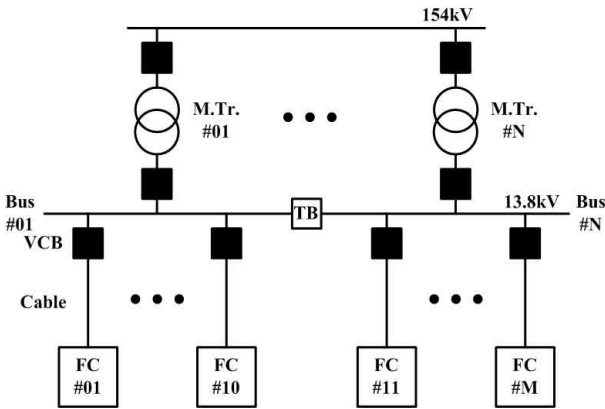 154kV
M.Tr.
#01
M.Tr.
#N
Bus
#01
TB
13.8kV
Bus
#N
VCB
Cable
FC
#01
FC
#10
FC
#11
FC
#M